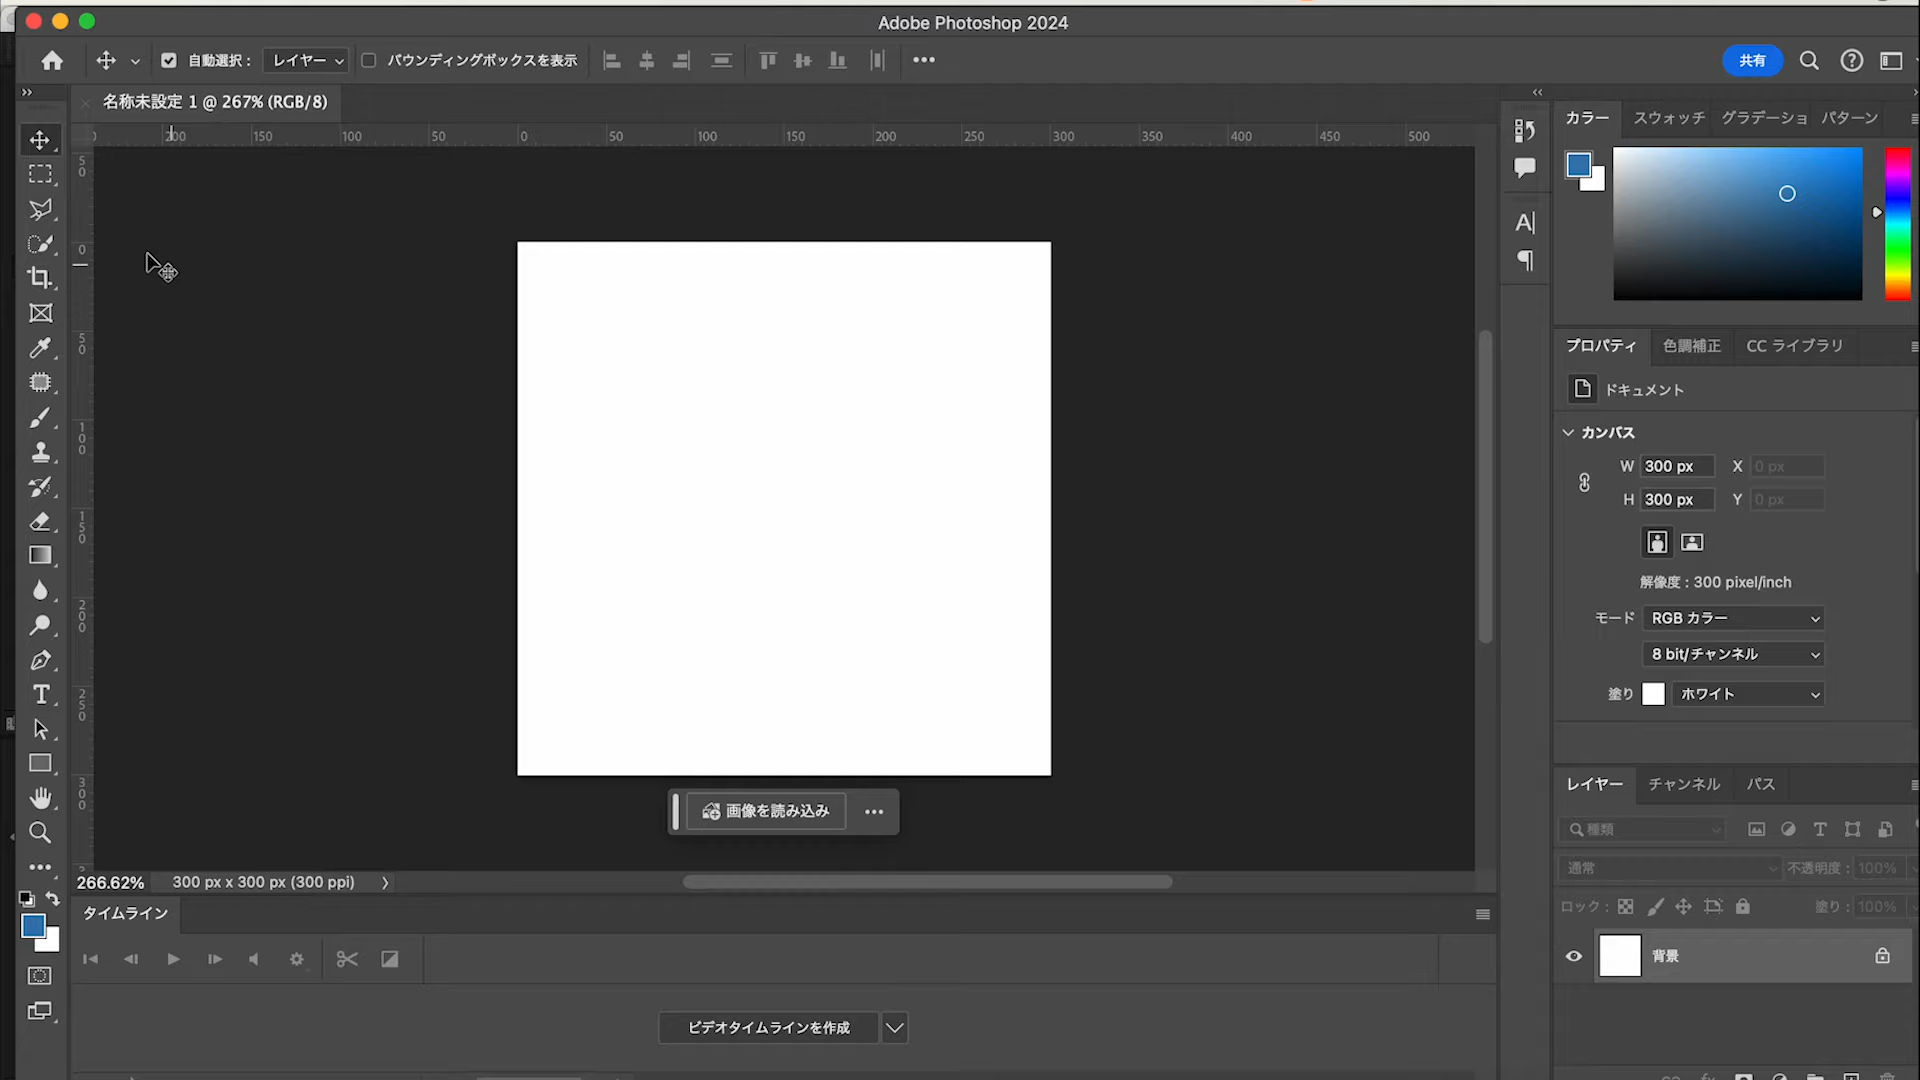 Adobe Photoshop 2024
自動選択： レイヤー バウンディングボックスを表示 共有
名称未設定 1 @ 267% (RGB/8)
200 150 100 50 0 50 100 150 200 250 300 350 400 450 500
50
0
50
100
150
200
250
300
カラー スウォッチ グラデーショ パターン
プロパティ 色調補正 CC ライブラリ
ドキュメント
カンバス
W 300 px X 0 px
H 300 px Y 0 px
解像度 : 300 pixel/inch
モード RGB カラー
8 bit/チャンネル
塗り ホワイト
画像を読み込み
レイヤー チャンネル パス
種類
通常 不透明度： 100%
ロック： 塗り： 100%
背景
266.62% 300 px x 300 px (300 ppi)
タイムライン
ビデオタイムラインを作成